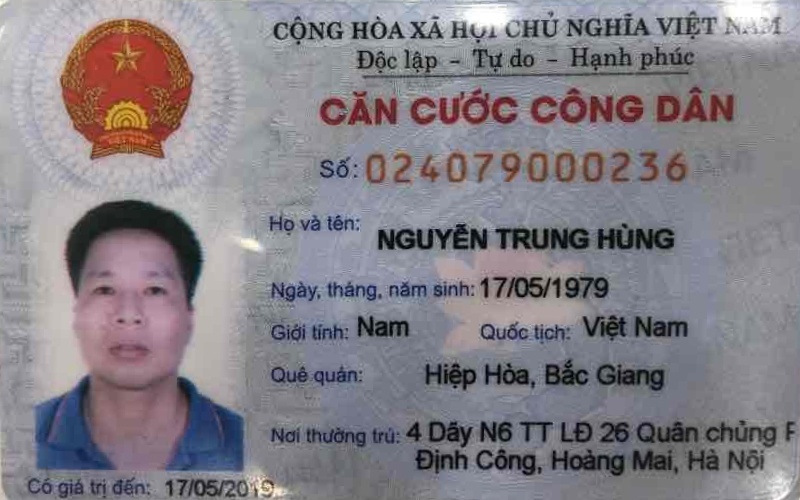 CỘNG HÒA XÃ HỘI CHỦ NGHĨA VIỆT NAM
Độc lập - Tự do - Hạnh phúc
CĂN CƯỚC CÔNG DÂN
Số: 024079000236
Họ và tên: NGUYỄN TRUNG HÙNG
Ngày, tháng, năm sinh: 17/05/1979
Giới tính: Nam Quốc tịch: Việt Nam
Quê quán: Hiệp Hòa, Bắc Giang
Nơi thường trú: 4 Dãy N6 TT LĐ 26 Quân chủng
Định Công, Hoàng Mai, Hà Nội
Có giá trị đến: 17/05/2019